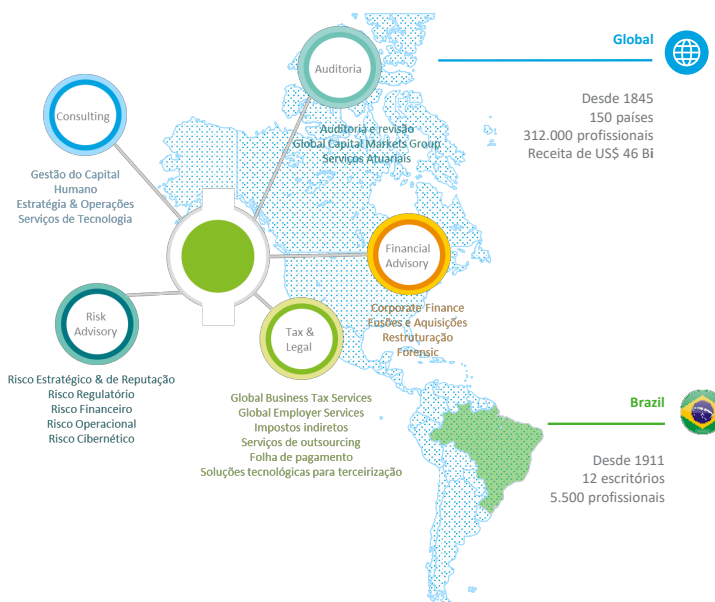 Global
Desde 1845
150 países
312.000 profissionais
Receita de US$ 46 Bi
Auditoria
Auditoria e revisão
Global Capital Markets Group
Serviços Atuariais
Consulting
Gestão do Capital
Humano
Estratégia & Operações
Serviços de Tecnologia
Financial
Advisory
Corporate Finance
Fusões e Aquisições
Restruturação
Forensic
Risk
Advisory
Risco Estratégico & de Reputação
Risco Regulatório
Risco Financeiro
Risco Operacional
Risco Cibernético
Tax &
Legal
Global Business Tax Services
Global Employer Services
Impostos indiretos
Serviços de outsourcing
Folha de pagamento
Soluções tecnológicas para terceirização
Brazil
Desde 1911
12 escritórios
5.500 profissionais